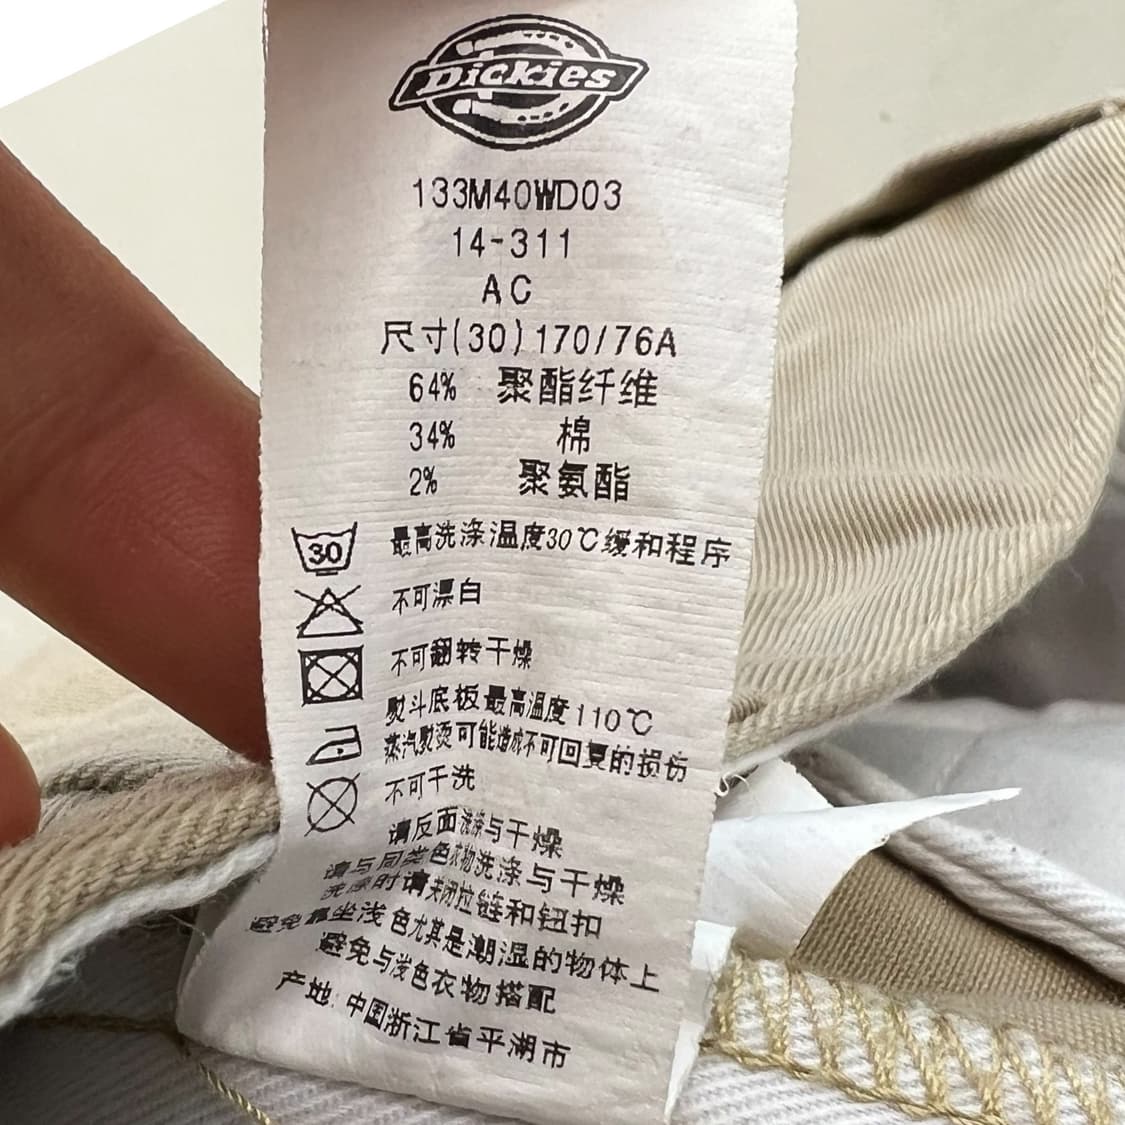 Dickies
133M40WD03
14-311
AC
尺寸(30)170/76A
64% 聚酯纤维
34% 棉
2% 聚氨酯
30 最高洗涤温度30℃缓和程序
不可漂白
不可翻转干燥
熨斗底板最高温度110℃
蒸汽熨烫可能造成不可回复的损伤
不可干洗
请反面洗涤与干燥
请与同类色衣物洗涤与干燥
洗涤时请关闭拉链和钮扣
避免靠坐浅色尤其是潮湿的物体上
避免与浅色衣物搭配
产地:中国浙江省平湖市